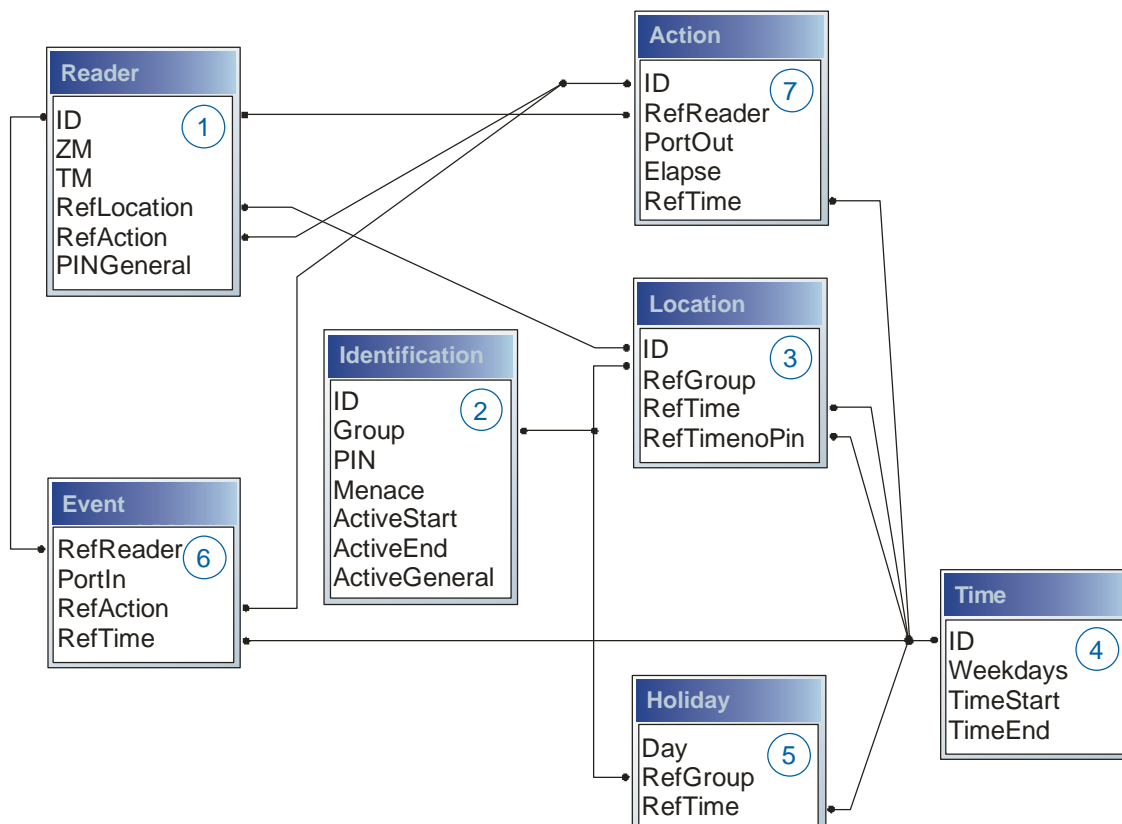 Reader
1
ID
ZM
TM
RefLocation
RefAction
PINGeneral
Action
7
ID
RefReader
PortOut
Elapse
RefTime
Identification
2
ID
Group
PIN
Menace
ActiveStart
ActiveEnd
ActiveGeneral
Location
3
ID
RefGroup
RefTime
RefTimenoPin
Event
6
RefReader
PortIn
RefAction
RefTime
Time
4
ID
Weekdays
TimeStart
TimeEnd
Holiday
5
Day
RefGroup
RefTime